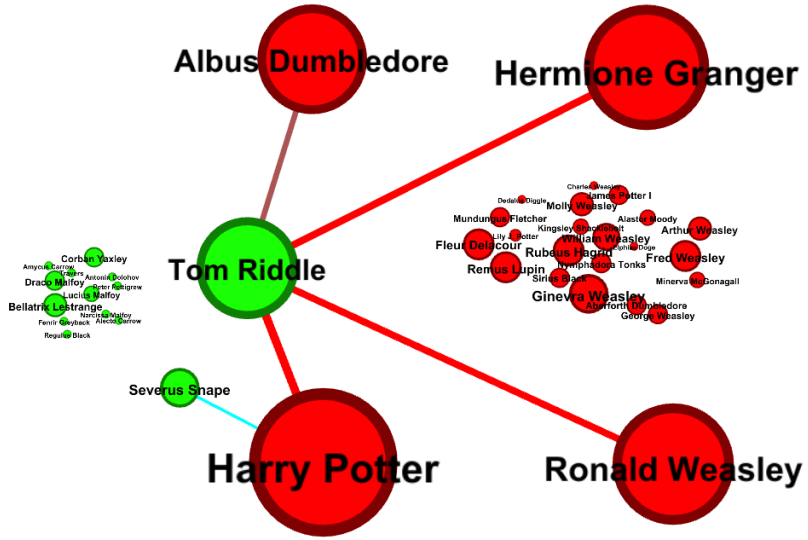 Albus Dumbledore
Hermione Granger
Charles Weasley
James Potter I
Dedalus Diggle
Molly Weasley
Mundungus Fletcher
Alastor Moody
Kingsley Shacklebolt
Arthur Weasley
Lily J. Potter
William Weasley
Fleur Delacour
Elphias Doge
Rubeus Hagrid
Fred Weasley
Corban Yaxley
Nymphadora Tonks
Amycus Carrow
Remus Lupin
Tom Riddle
Travers
Antonin Dolohov
Sirius Black
Minerva McGonagall
Draco Malfoy
Peter Pettigrew
Lucius Malfoy
Ginevra Weasley
Bellatrix Lestrange
Aberforth Dumbledore
Narcissa Malfoy
George Weasley
Fenrir Greyback
Alecto Carrow
Regulus Black
Severus Snape
Harry Potter
Ronald Weasley